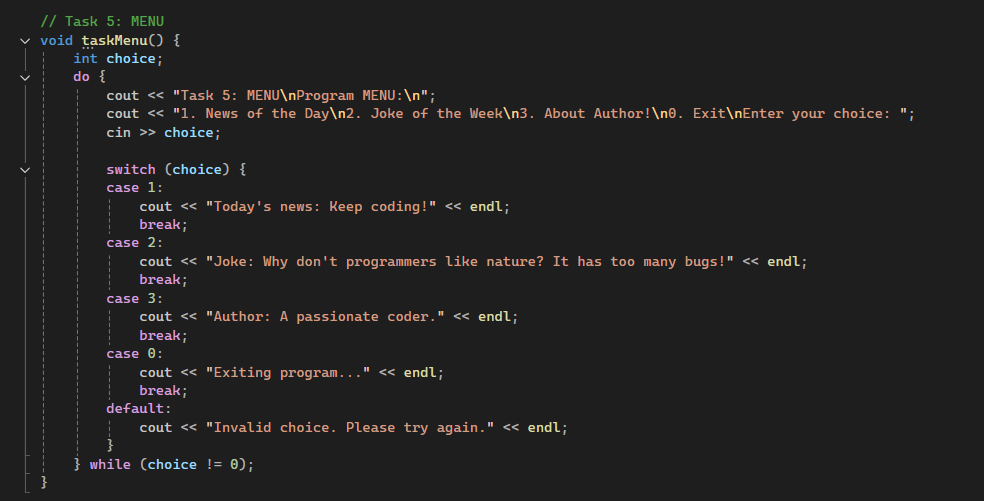 // Task 5: MENU
void taskMenu() {
    int choice;
    do {
        cout << "Task 5: MENU\nProgram MENU:\n";
        cout << "1. News of the Day\n2. Joke of the Week\n3. About Author!\n0. Exit\nEnter your choice: ";
        cin >> choice;

        switch (choice) {
        case 1:
            cout << "Today's news: Keep coding!" << endl;
            break;
        case 2:
            cout << "Joke: Why don't programmers like nature? It has too many bugs!" << endl;
            break;
        case 3:
            cout << "Author: A passionate coder." << endl;
            break;
        case 0:
            cout << "Exiting program..." << endl;
            break;
        default:
            cout << "Invalid choice. Please try again." << endl;
        }
    } while (choice != 0);
}